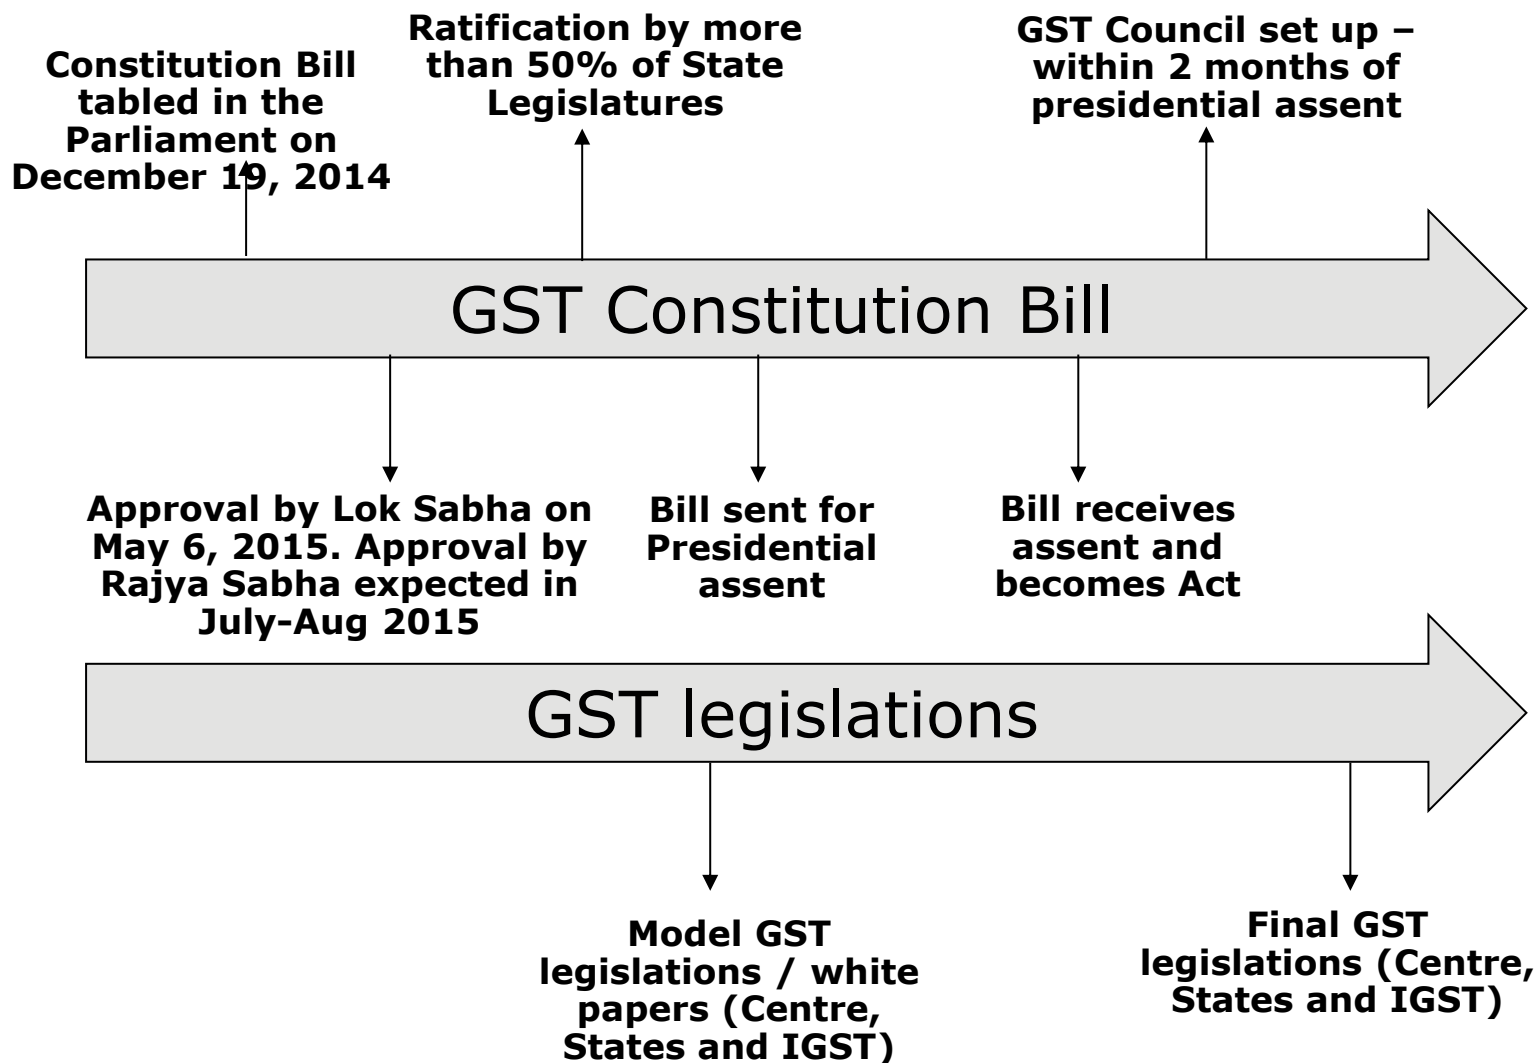 Constitution Bill
tabled in the
Parliament on
December 19, 2014
Ratification by more
than 50% of State
Legislatures
GST Council set up –
within 2 months of
presidential assent
GST Constitution Bill
Approval by Lok Sabha on
May 6, 2015. Approval by
Rajya Sabha expected in
July-Aug 2015
Bill sent for
Presidential
assent
Bill receives
assent and
becomes Act
GST legislations
Model GST
legislations / white
papers (Centre,
States and IGST)
Final GST
legislations (Centre,
States and IGST)